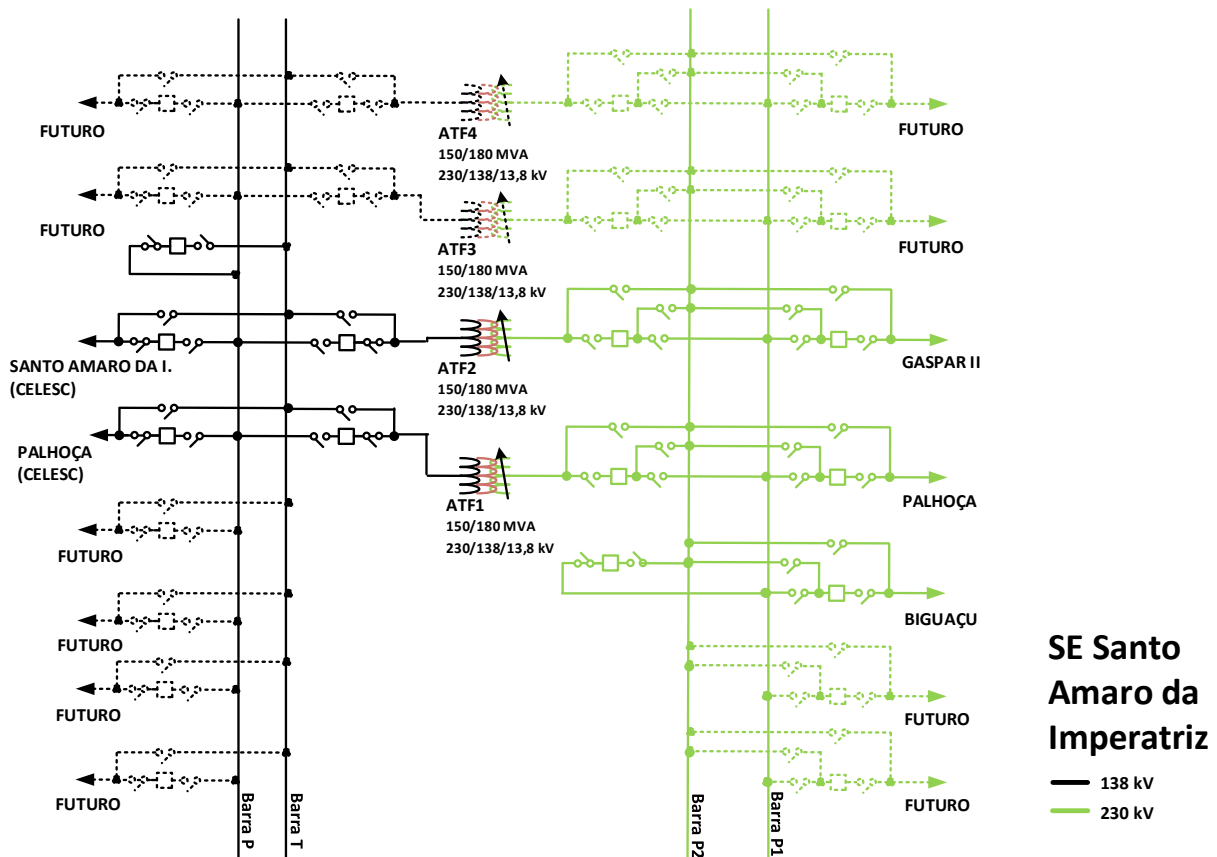 FUTURO
ATF4
150/180 MVA
230/138/13,8 kV
FUTURO
FUTURO
ATF3
150/180 MVA
230/138/13,8 kV
FUTURO
SANTO AMARO DA I.
(CELESC)
ATF2
150/180 MVA
230/138/13,8 kV
GASPAR II
PALHOÇA
(CELESC)
ATF1
150/180 MVA
230/138/13,8 kV
PALHOÇA
FUTURO
FUTURO
BIGUAÇU
FUTURO
FUTURO
FUTURO
FUTURO
Barra P
Barra T
Barra P2
Barra P1
SE Santo
Amaro da
Imperatriz
138 kV
230 kV